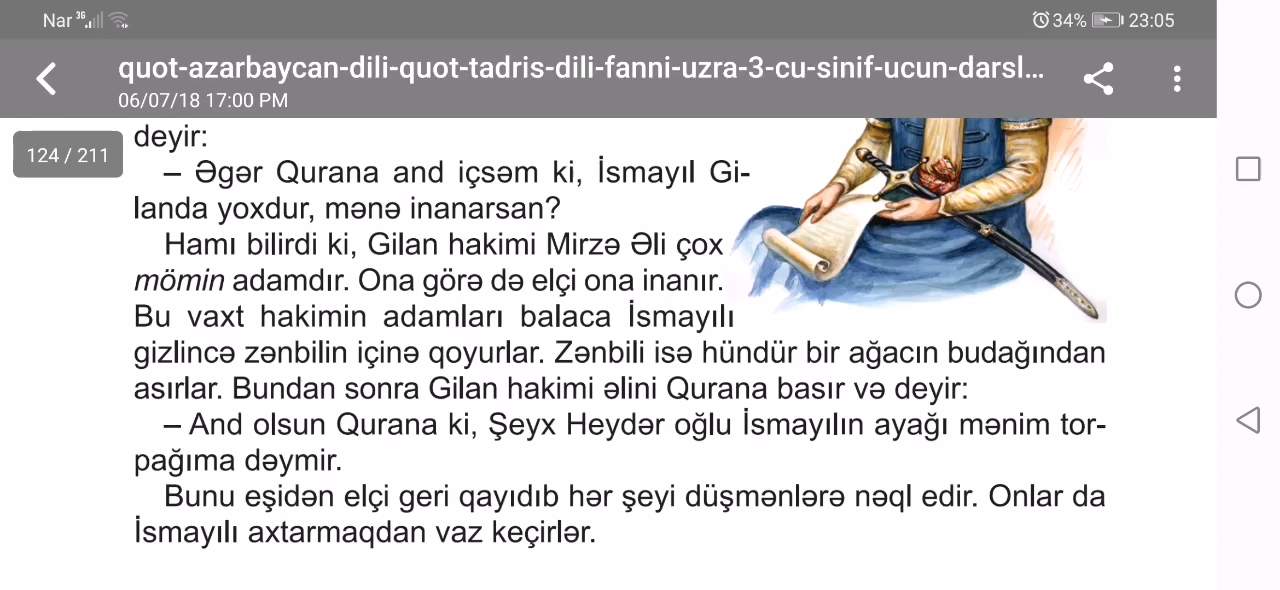 Nar 3G 34% 23:05
quot-azarbaycan-dili-quot-tadris-dili-fanni-uzra-3-cu-sinif-ucun-darsl...
06/07/18 17:00 PM
124 / 211
deyir:
– Əgər Qurana and içsəm ki, İsmayıl Gi-
landa yoxdur, mənə inanarsan?
Hamı bilirdi ki, Gilan hakimi Mirzə Əli çox
mömin adamdır. Ona görə də elçi ona inanır.
Bu vaxt hakimin adamları balaca İsmayılı
gizlincə zənbilin içinə qoyurlar. Zənbili isə hündür bir ağacın budağından
asırlar. Bundan sonra Gilan hakimi əlini Qurana basır və deyir:
– And olsun Qurana ki, Şeyx Heydər oğlu İsmayılın ayağı mənim tor-
pağıma dəymir.
Bunu eşidən elçi geri qayıdıb hər şeyi düşmənlərə nəql edir. Onlar da
İsmayılı axtarmaqdan vaz keçirlər.